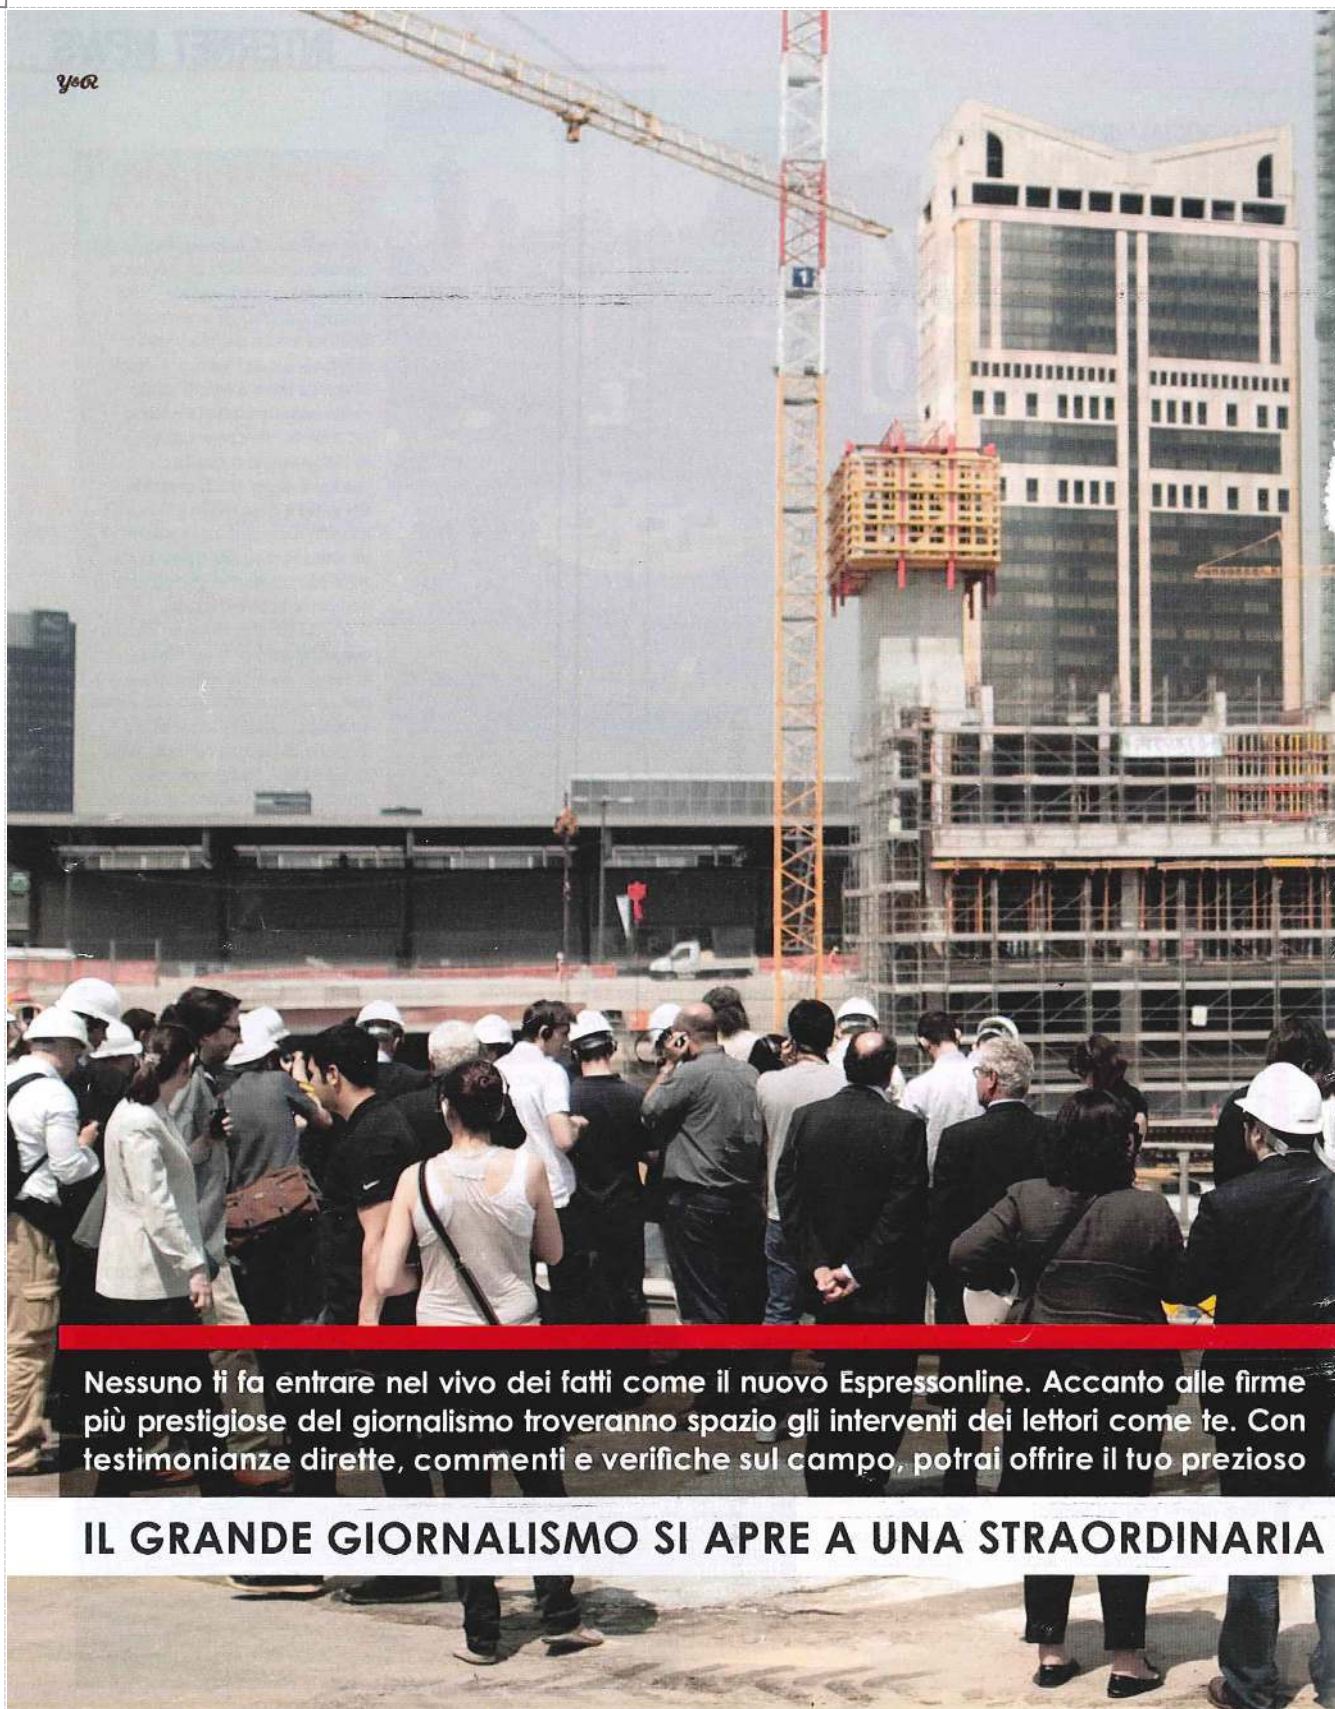 Y&R
1
Nessuno ti fa entrare nel vivo dei fatti come il nuovo Espressonline. Accanto alle firme
più prestigiose del giornalismo troveranno spazio gli interventi dei lettori come te. Con
testimonianze dirette, commenti e verifiche sul campo, potrai offrire il tuo prezioso
IL GRANDE GIORNALISMO SI APRE A UNA STRAORDINARIA